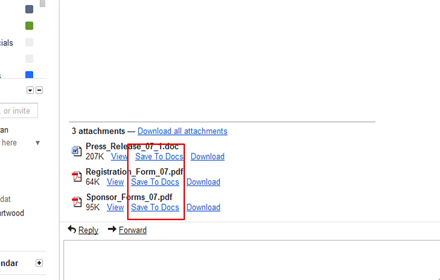 cials
s
or invite
an
here
dat
rtwood
ndar
3 attachments — Download all attachments
Press_Release_07_1.doc
207K View Save To Docs Download
Registration_Form_07.pdf
64K View Save To Docs Download
Sponsor_Forms_07.pdf
95K View Save To Docs Download
Reply Forward